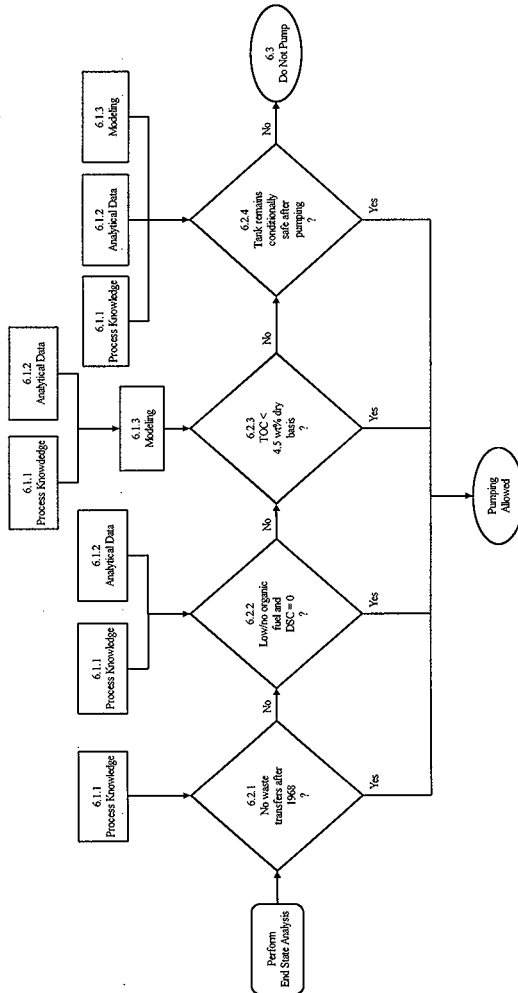 Perform
End State Analysis
6.1.1
Process Knowledge
6.2.1
No waste
transfers after
1968
?
No
Yes
6.1.1
Process Knowledge
6.1.2
Analytical Data
6.2.2
Low/no organic
fuel and
DSC = 0
?
No
Yes
6.1.1
Process Knowledge
6.1.2
Analytical Data
6.1.3
Modeling
6.2.3
TOC <
4.5 wt% dry
basis
?
No
Yes
6.1.1
Process Knowledge
6.1.2
Analytical Data
6.1.3
Modeling
6.2.4
Tank remains
conditionally
safe after
pumping
?
No
Yes
6.3
Do Not Pump
Pumping
Allowed